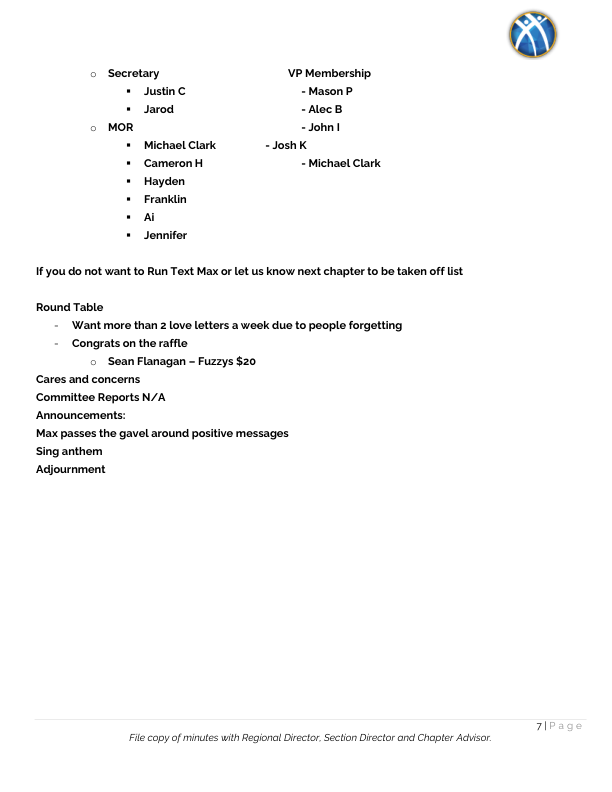 ○ Secretary VP Membership
▪ Justin C - Mason P
▪ Jarod - Alec B
○ MOR - John I
▪ Michael Clark - Josh K
▪ Cameron H - Michael Clark
▪ Hayden
▪ Franklin
▪ Ai
▪ Jennifer
If you do not want to Run Text Max or let us know next chapter to be taken off list
Round Table
- Want more than 2 love letters a week due to people forgetting
- Congrats on the raffle
○ Sean Flanagan – Fuzzys $20
Cares and concerns
Committee Reports N/A
Announcements:
Max passes the gavel around positive messages
Sing anthem
Adjournment
7 | Page
File copy of minutes with Regional Director, Section Director and Chapter Advisor.